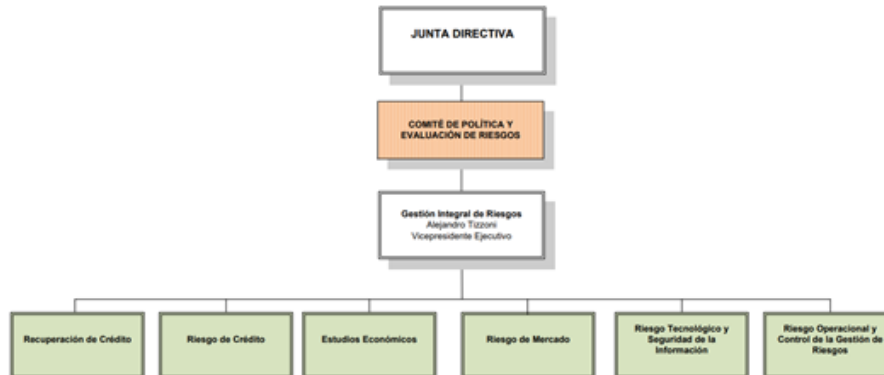 JUNTA DIRECTIVA
COMITÉ DE POLÍTICA Y
EVALUACIÓN DE RIESGOS
Gestión Integral de Riesgos
Alejandro Tizzoni
Vicepresidente Ejecutivo
Recuperación de Crédito
Riesgo de Crédito
Estudios Económicos
Riesgo de Mercado
Riesgo Tecnológico y
Seguridad de la
Información
Riesgo Operacional y
Control de la Gestión de
Riesgos